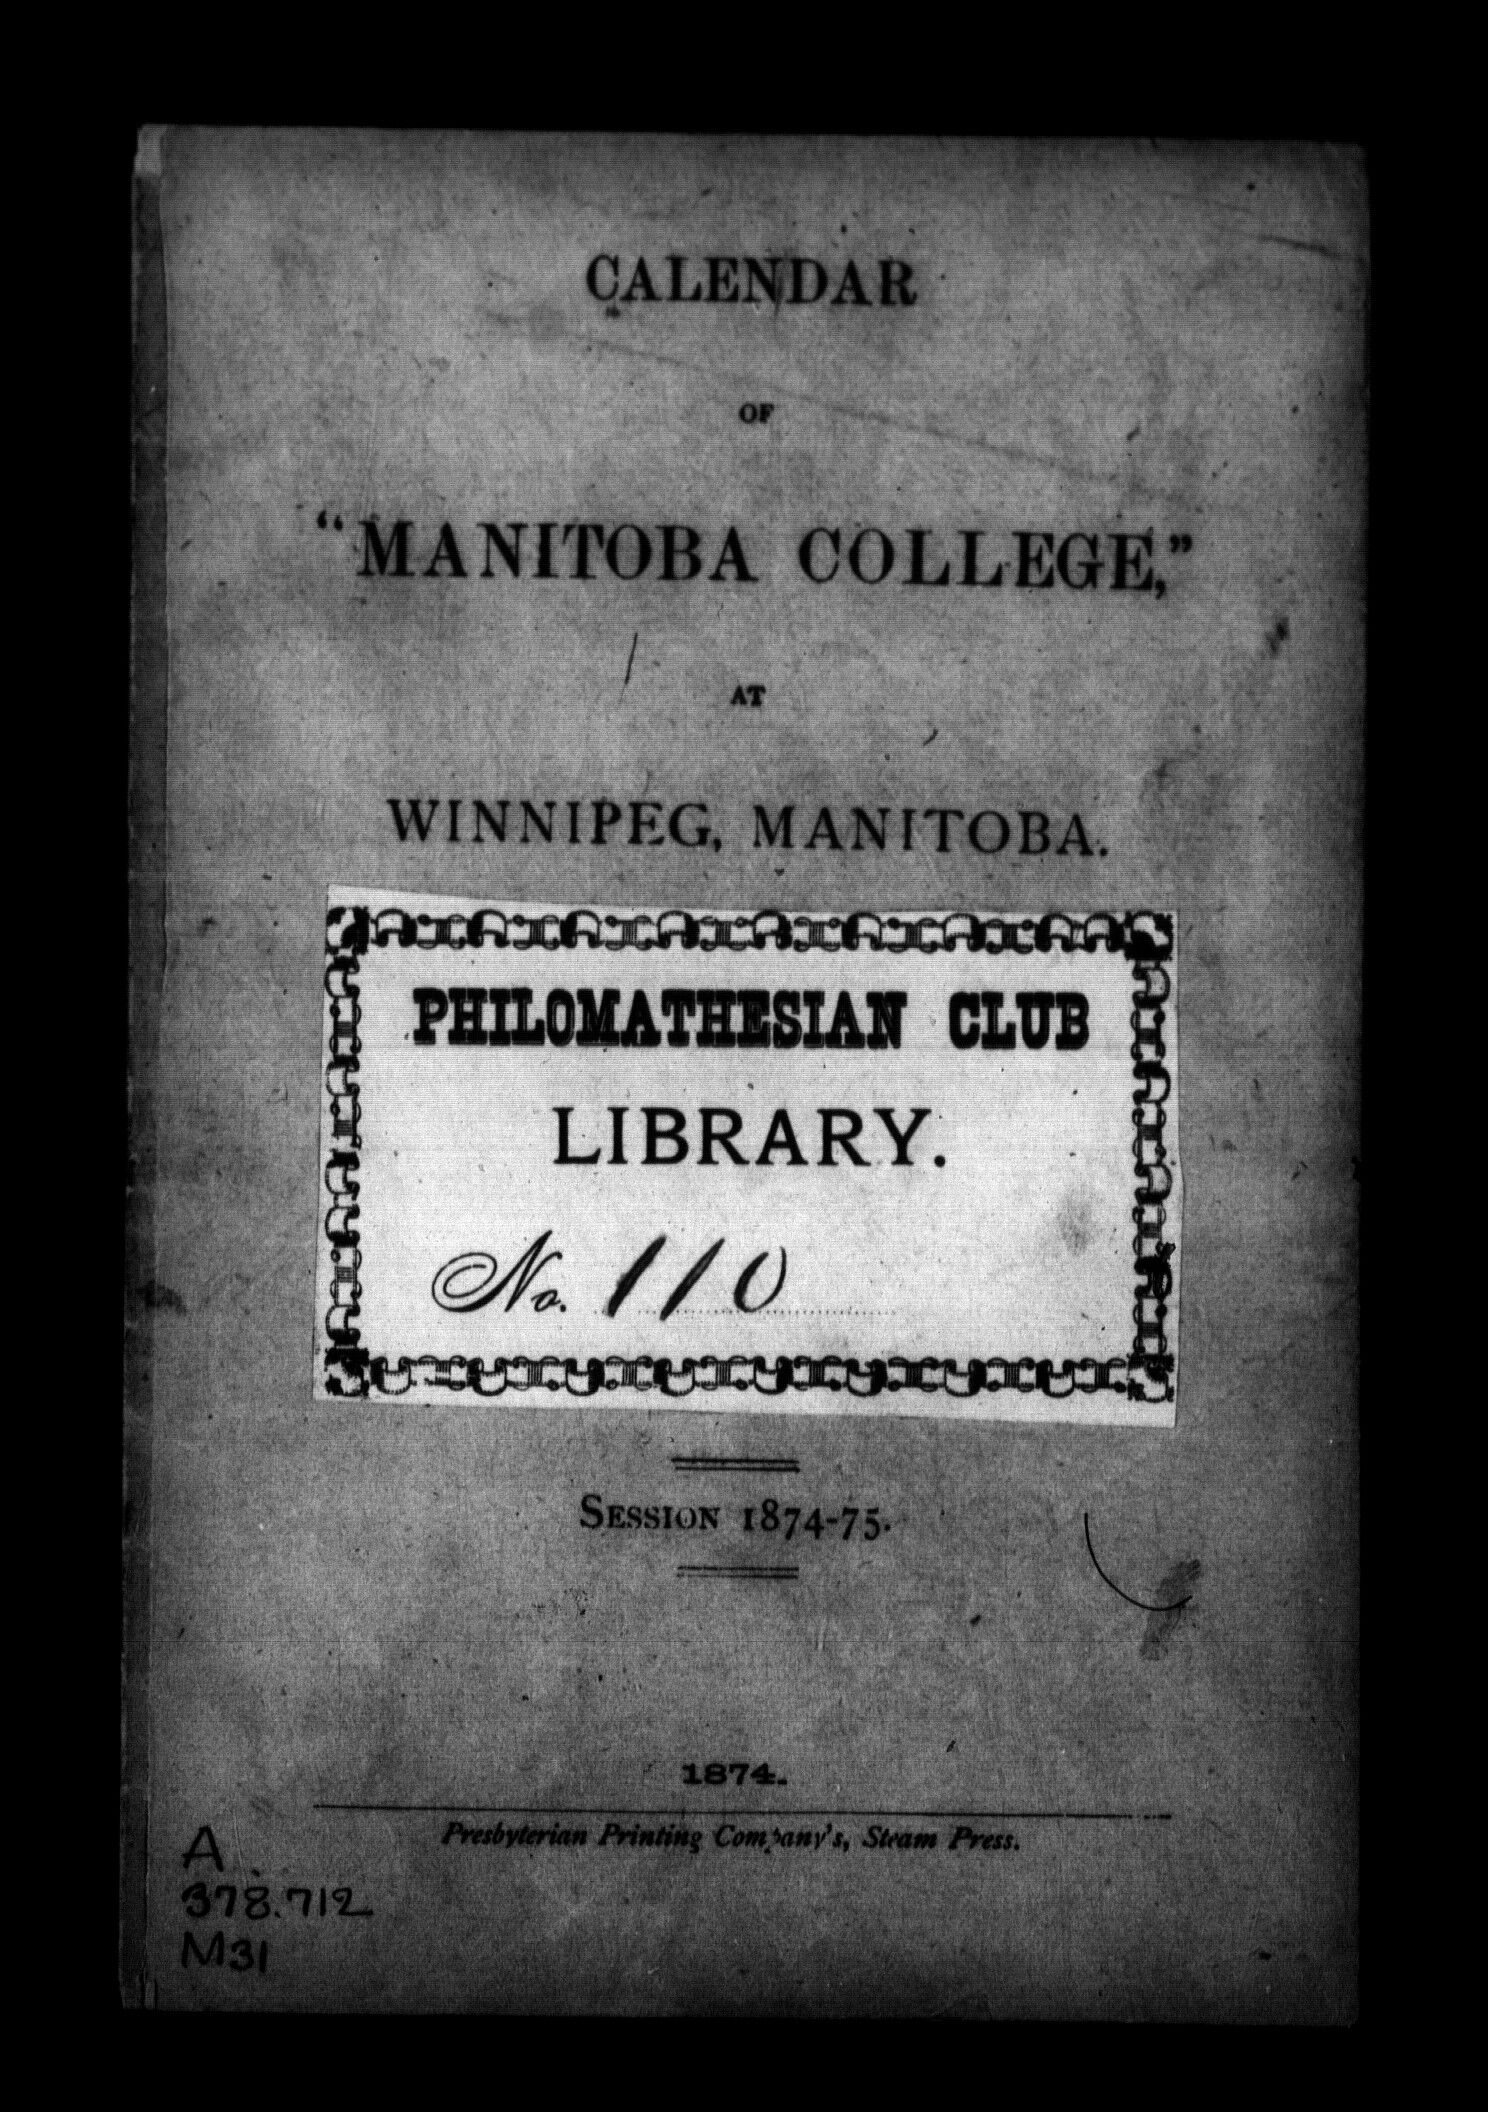 CALENDAR
OF
"MANITOBA COLLEGE,"
AT
WINNIPEG, MANITOBA.
PHILOMATHESIAN CLUB
LIBRARY.
No. 110
SESSION 1874-75.
1874.
Presbyterian Printing Company's, Steam Press.
A
378.712
M31